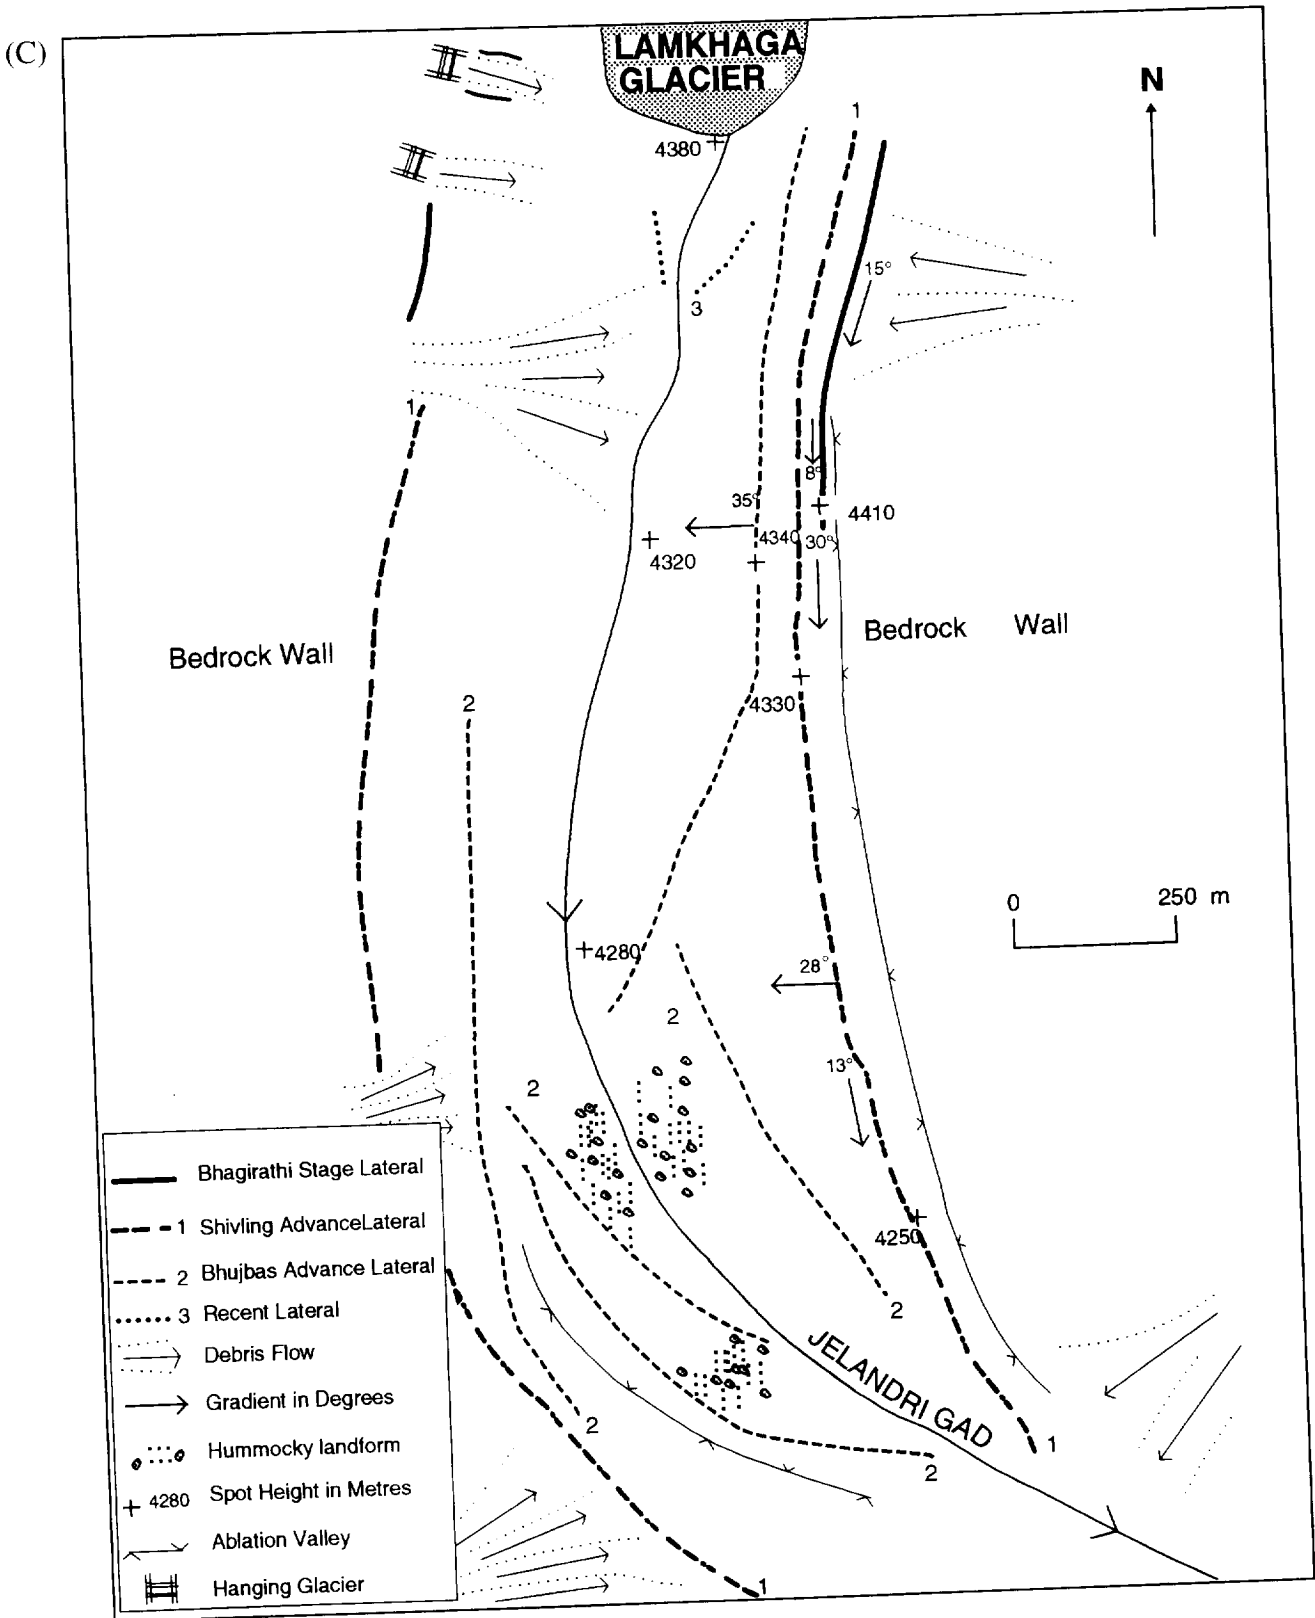 (C)
LAMKHAGA
GLACIER
N
1
4380
15°
3
1
8°
35°
4410
4340
30°
4320
Bedrock Wall
Bedrock Wall
2
4330
0 250 m
4280
28°
2
13°
2
4250
2
JELANDRI GAD
2
1
2
1
Bhagirathi Stage Lateral
1 Shivling AdvanceLateral
2 Bhujbas Advance Lateral
3 Recent Lateral
Debris Flow
Gradient in Degrees
Hummocky landform
4280 Spot Height in Metres
Ablation Valley
Hanging Glacier